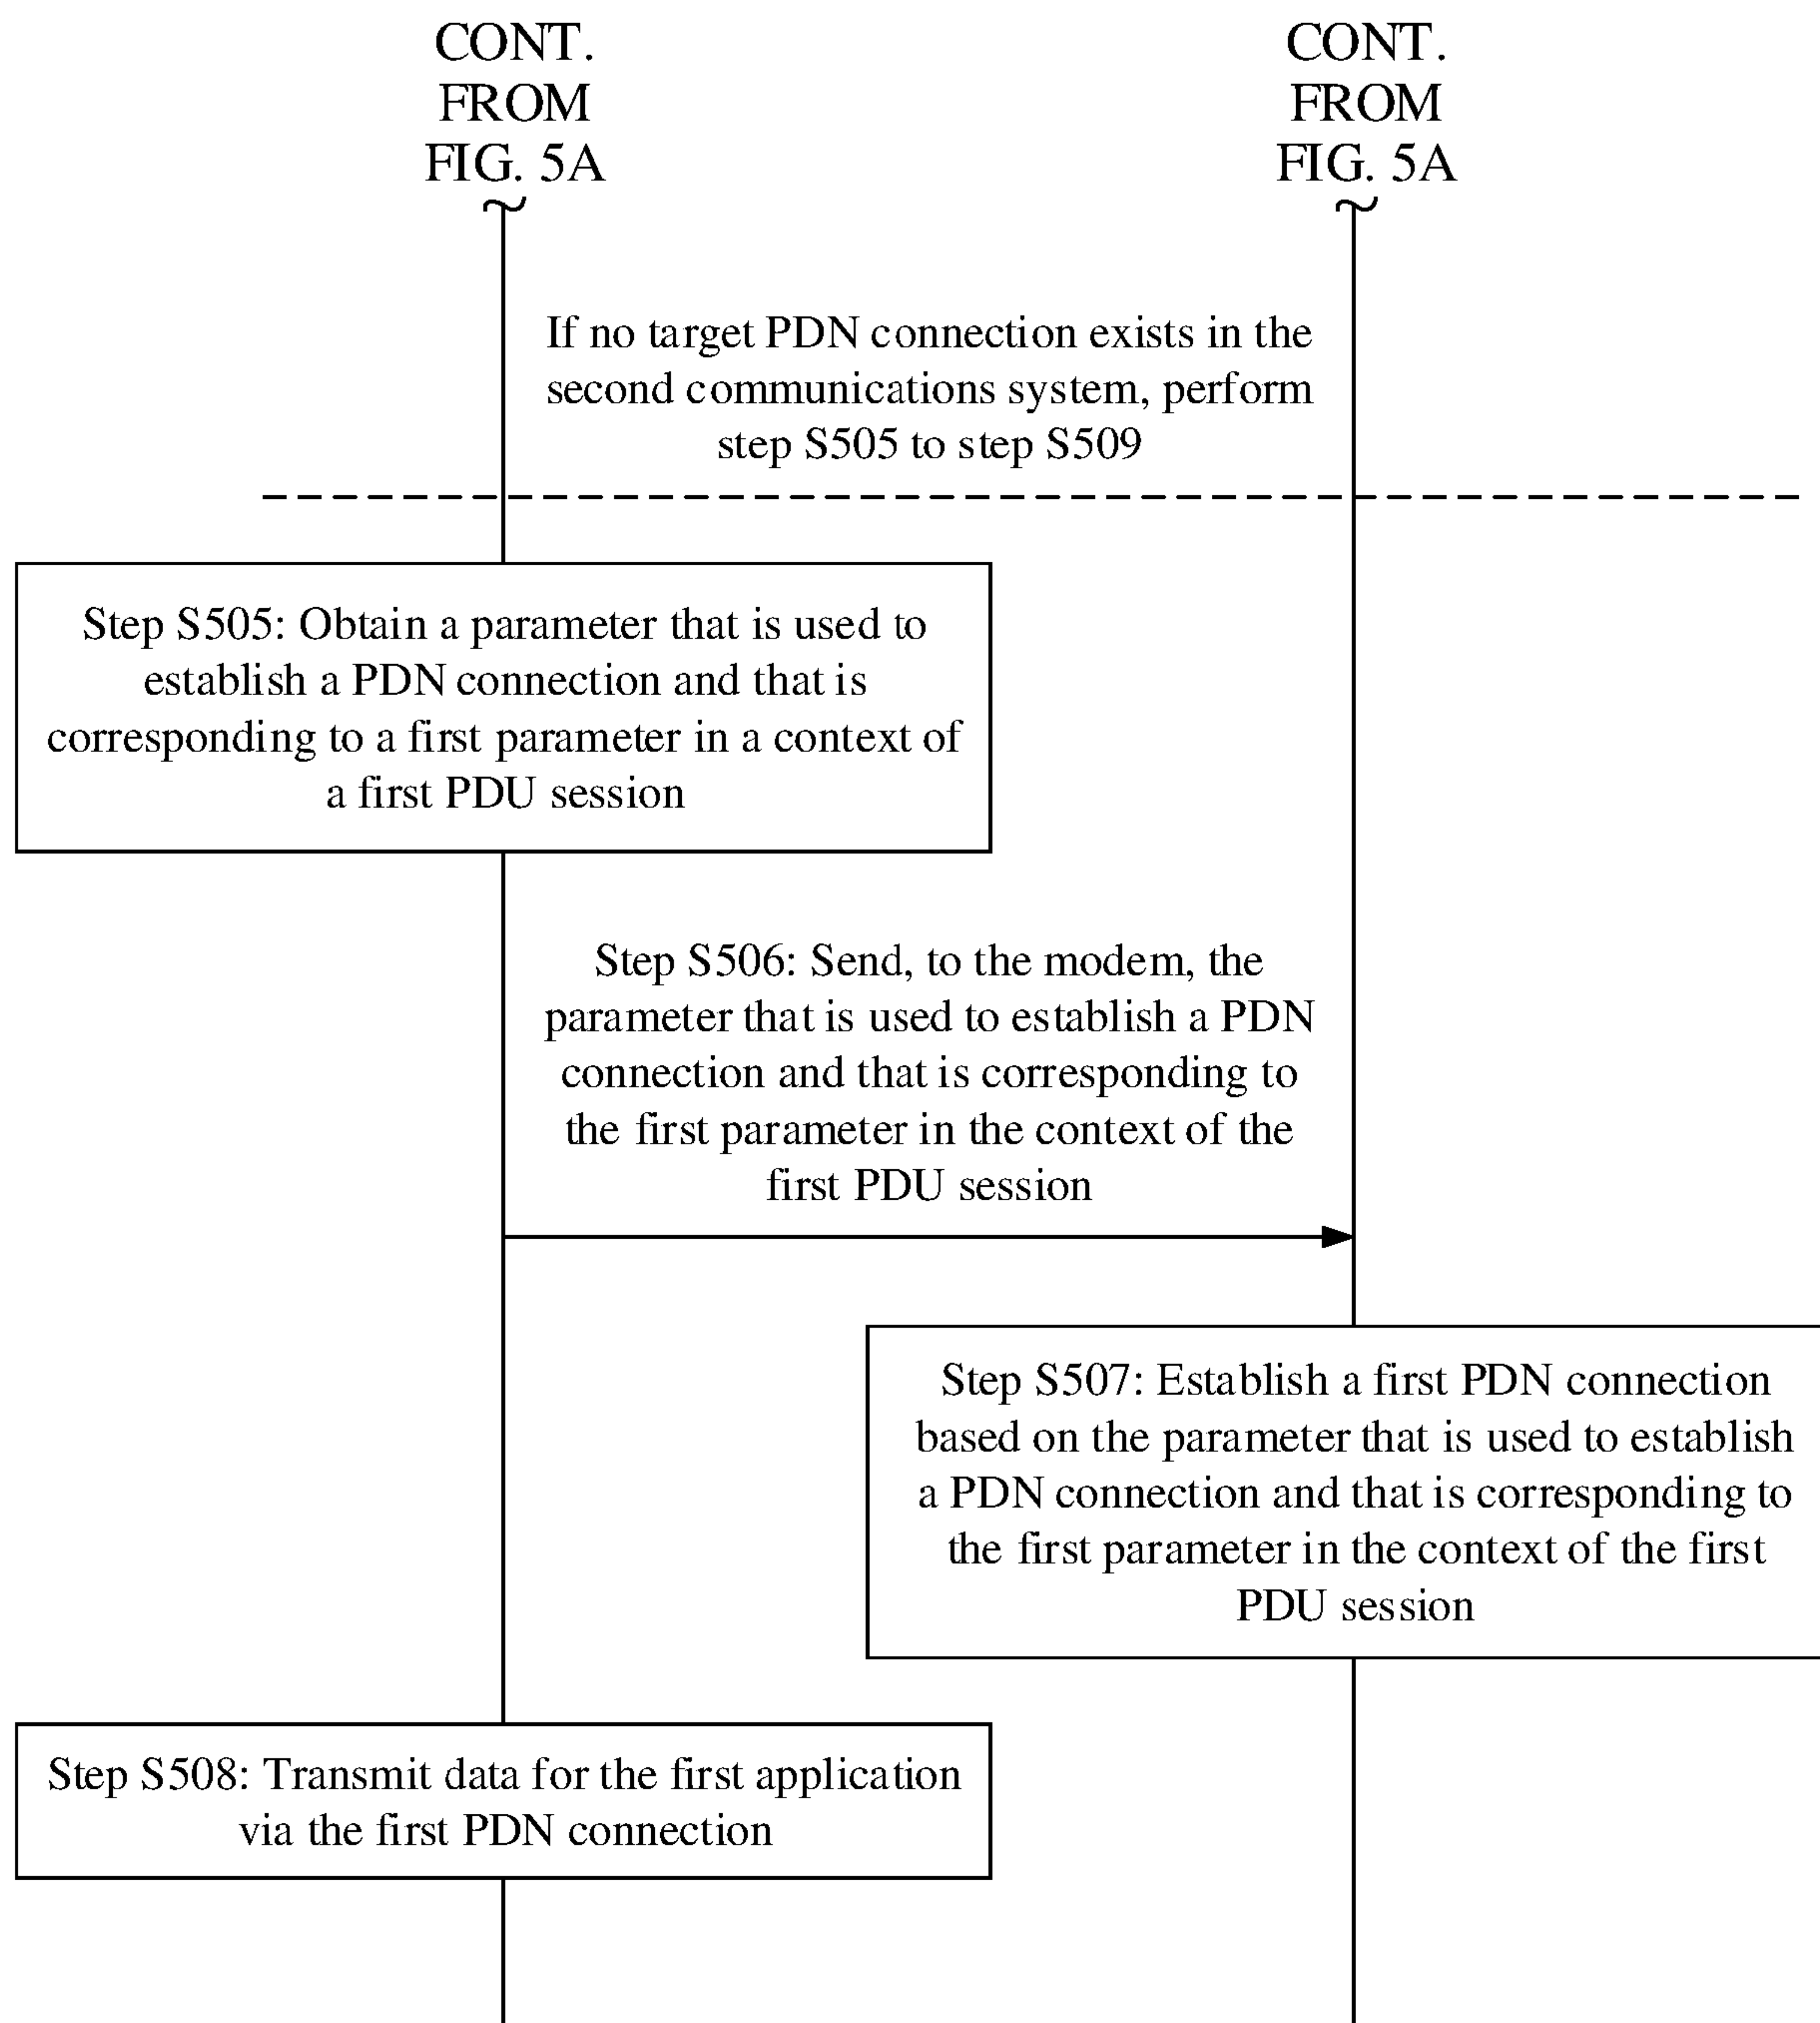 CONT.
FROM
FIG. 5A
CONT.
FROM
FIG. 5A
If no target PDN connection exists in the
second communications system, perform
step S505 to step S509
Step S505: Obtain a parameter that is used to
establish a PDN connection and that is
corresponding to a first parameter in a context of
a first PDU session
Step S506: Send, to the modem, the
parameter that is used to establish a PDN
connection and that is corresponding to
the first parameter in the context of the
first PDU session
Step S507: Establish a first PDN connection
based on the parameter that is used to establish
a PDN connection and that is corresponding to
the first parameter in the context of the first
PDU session
Step S508: Transmit data for the first application
via the first PDN connection